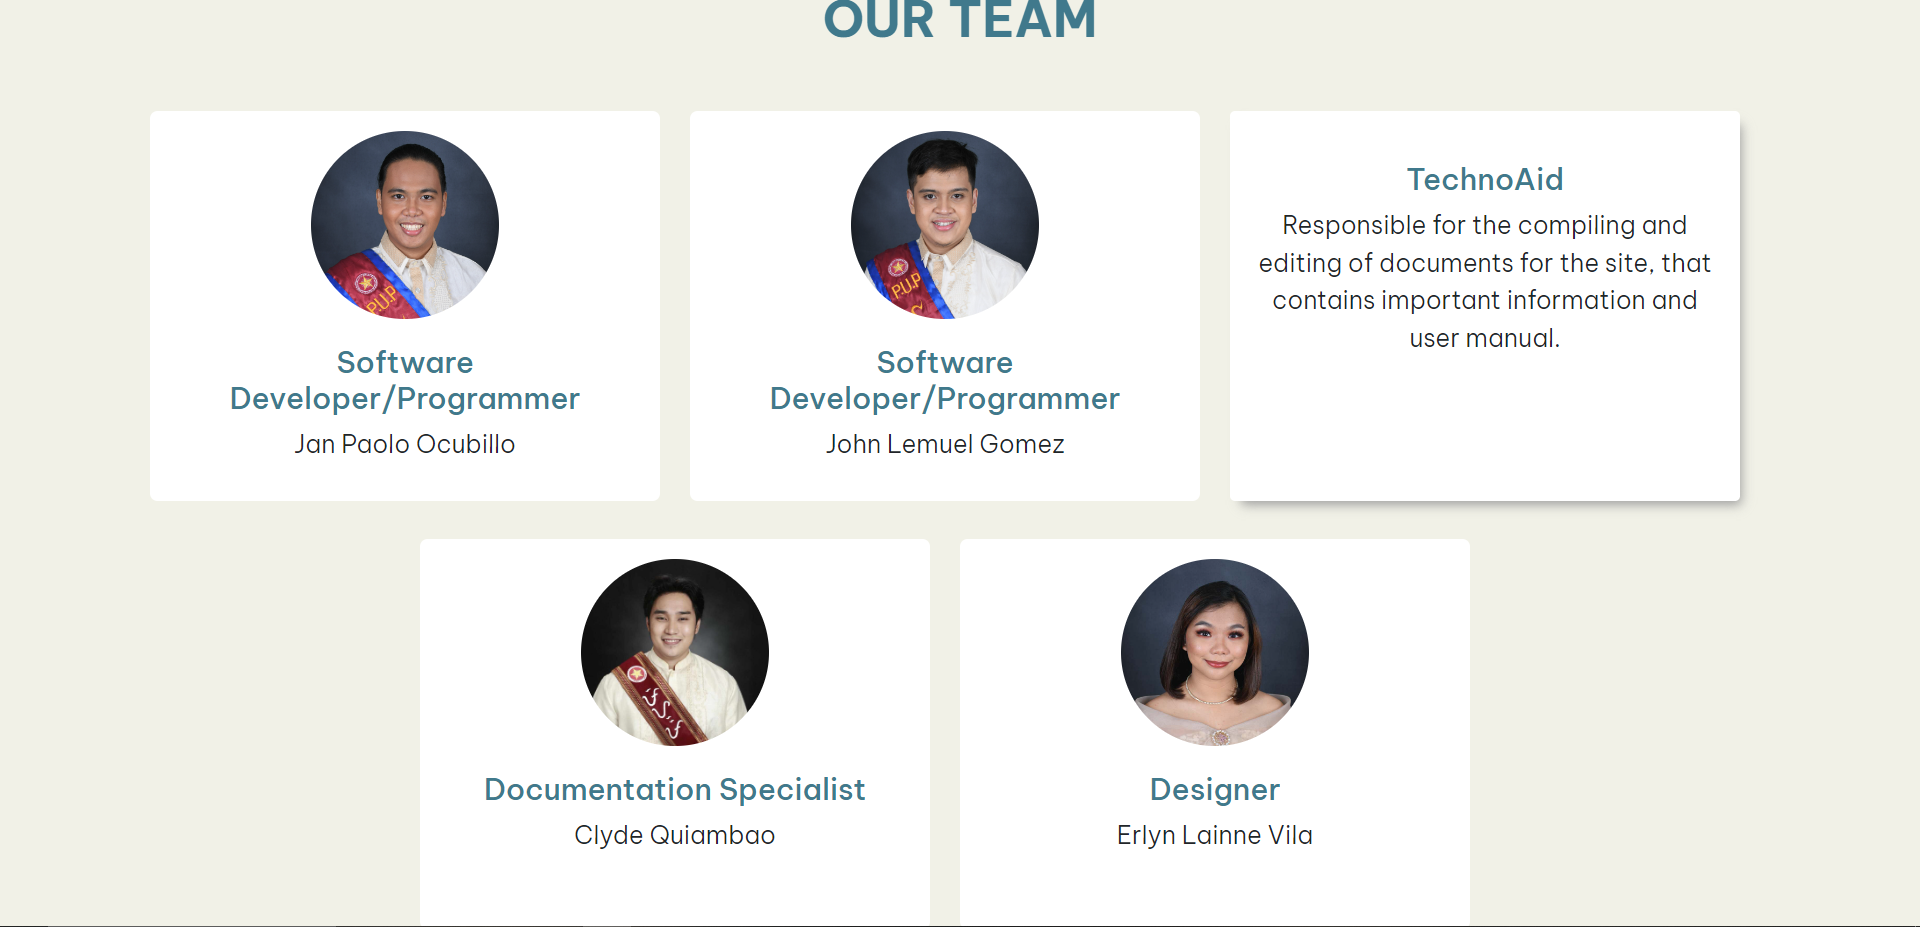 OUR TEAM
P.U.P
Software
Developer/Programmer
Jan Paolo Ocubillo
P.U.P
Software
Developer/Programmer
John Lemuel Gomez
TechnoAid
Responsible for the compiling and
editing of documents for the site, that
contains important information and
user manual.
Documentation Specialist
Clyde Quiambao
Designer
Erlyn Lainne Vila